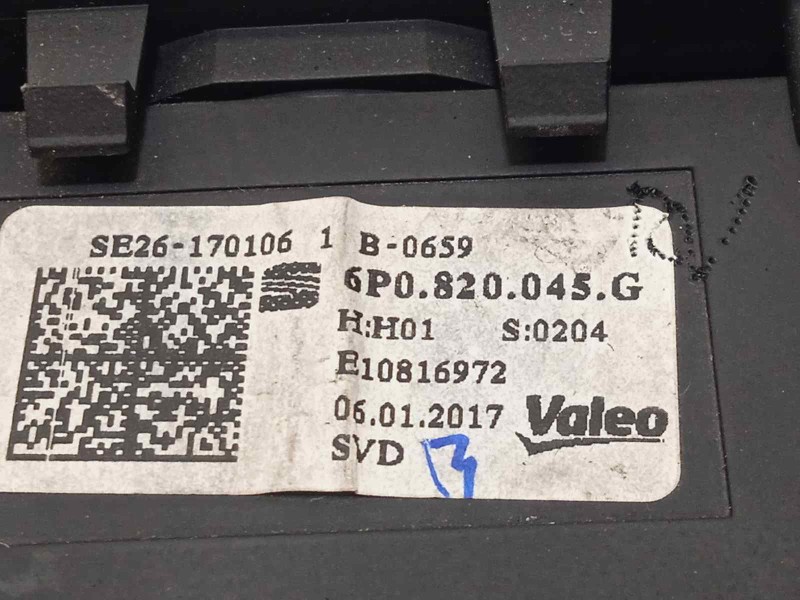 SE26-170106 1 B-0659
6P0.820.045.G
H:H01 S:0204
E10816972
06.01.2017 Valeo
SVD